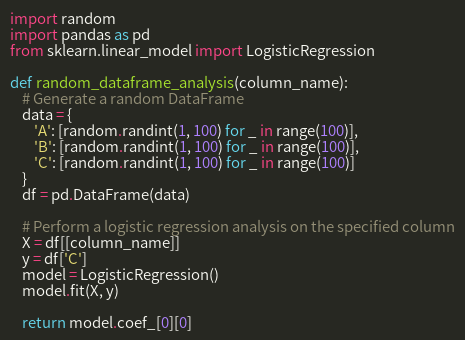 import random
import pandas as pd
from sklearn.linear_model import LogisticRegression

def random_dataframe_analysis(column_name):
    # Generate a random DataFrame
    data = {
        'A': [random.randint(1, 100) for _ in range(100)],
        'B': [random.randint(1, 100) for _ in range(100)],
        'C': [random.randint(1, 100) for _ in range(100)]
    }
    df = pd.DataFrame(data)

    # Perform a logistic regression analysis on the specified column
    X = df[[column_name]]
    y = df['C']
    model = LogisticRegression()
    model.fit(X, y)

    return model.coef_[0][0]